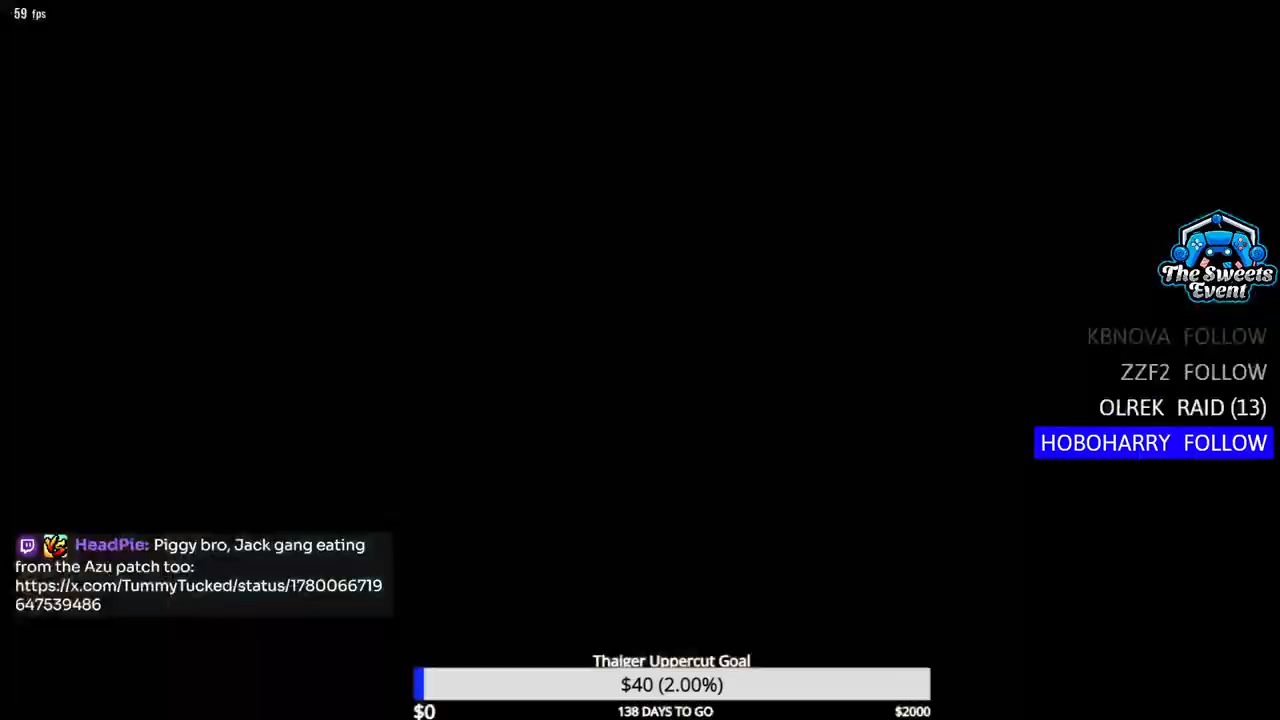 59 fps
The Sweets
Event
KBNOVA FOLLOW
ZZF2 FOLLOW
OLREK RAID (13)
HOBOHARRY FOLLOW
HeadPie: Piggy bro, Jack gang eating
from the Azu patch too:
https://x.com/TummyTucked/status/1780066719
647539486
Thaiger Uppercut Goal
$40 (2.00%)
$0 138 DAYS TO GO $2000